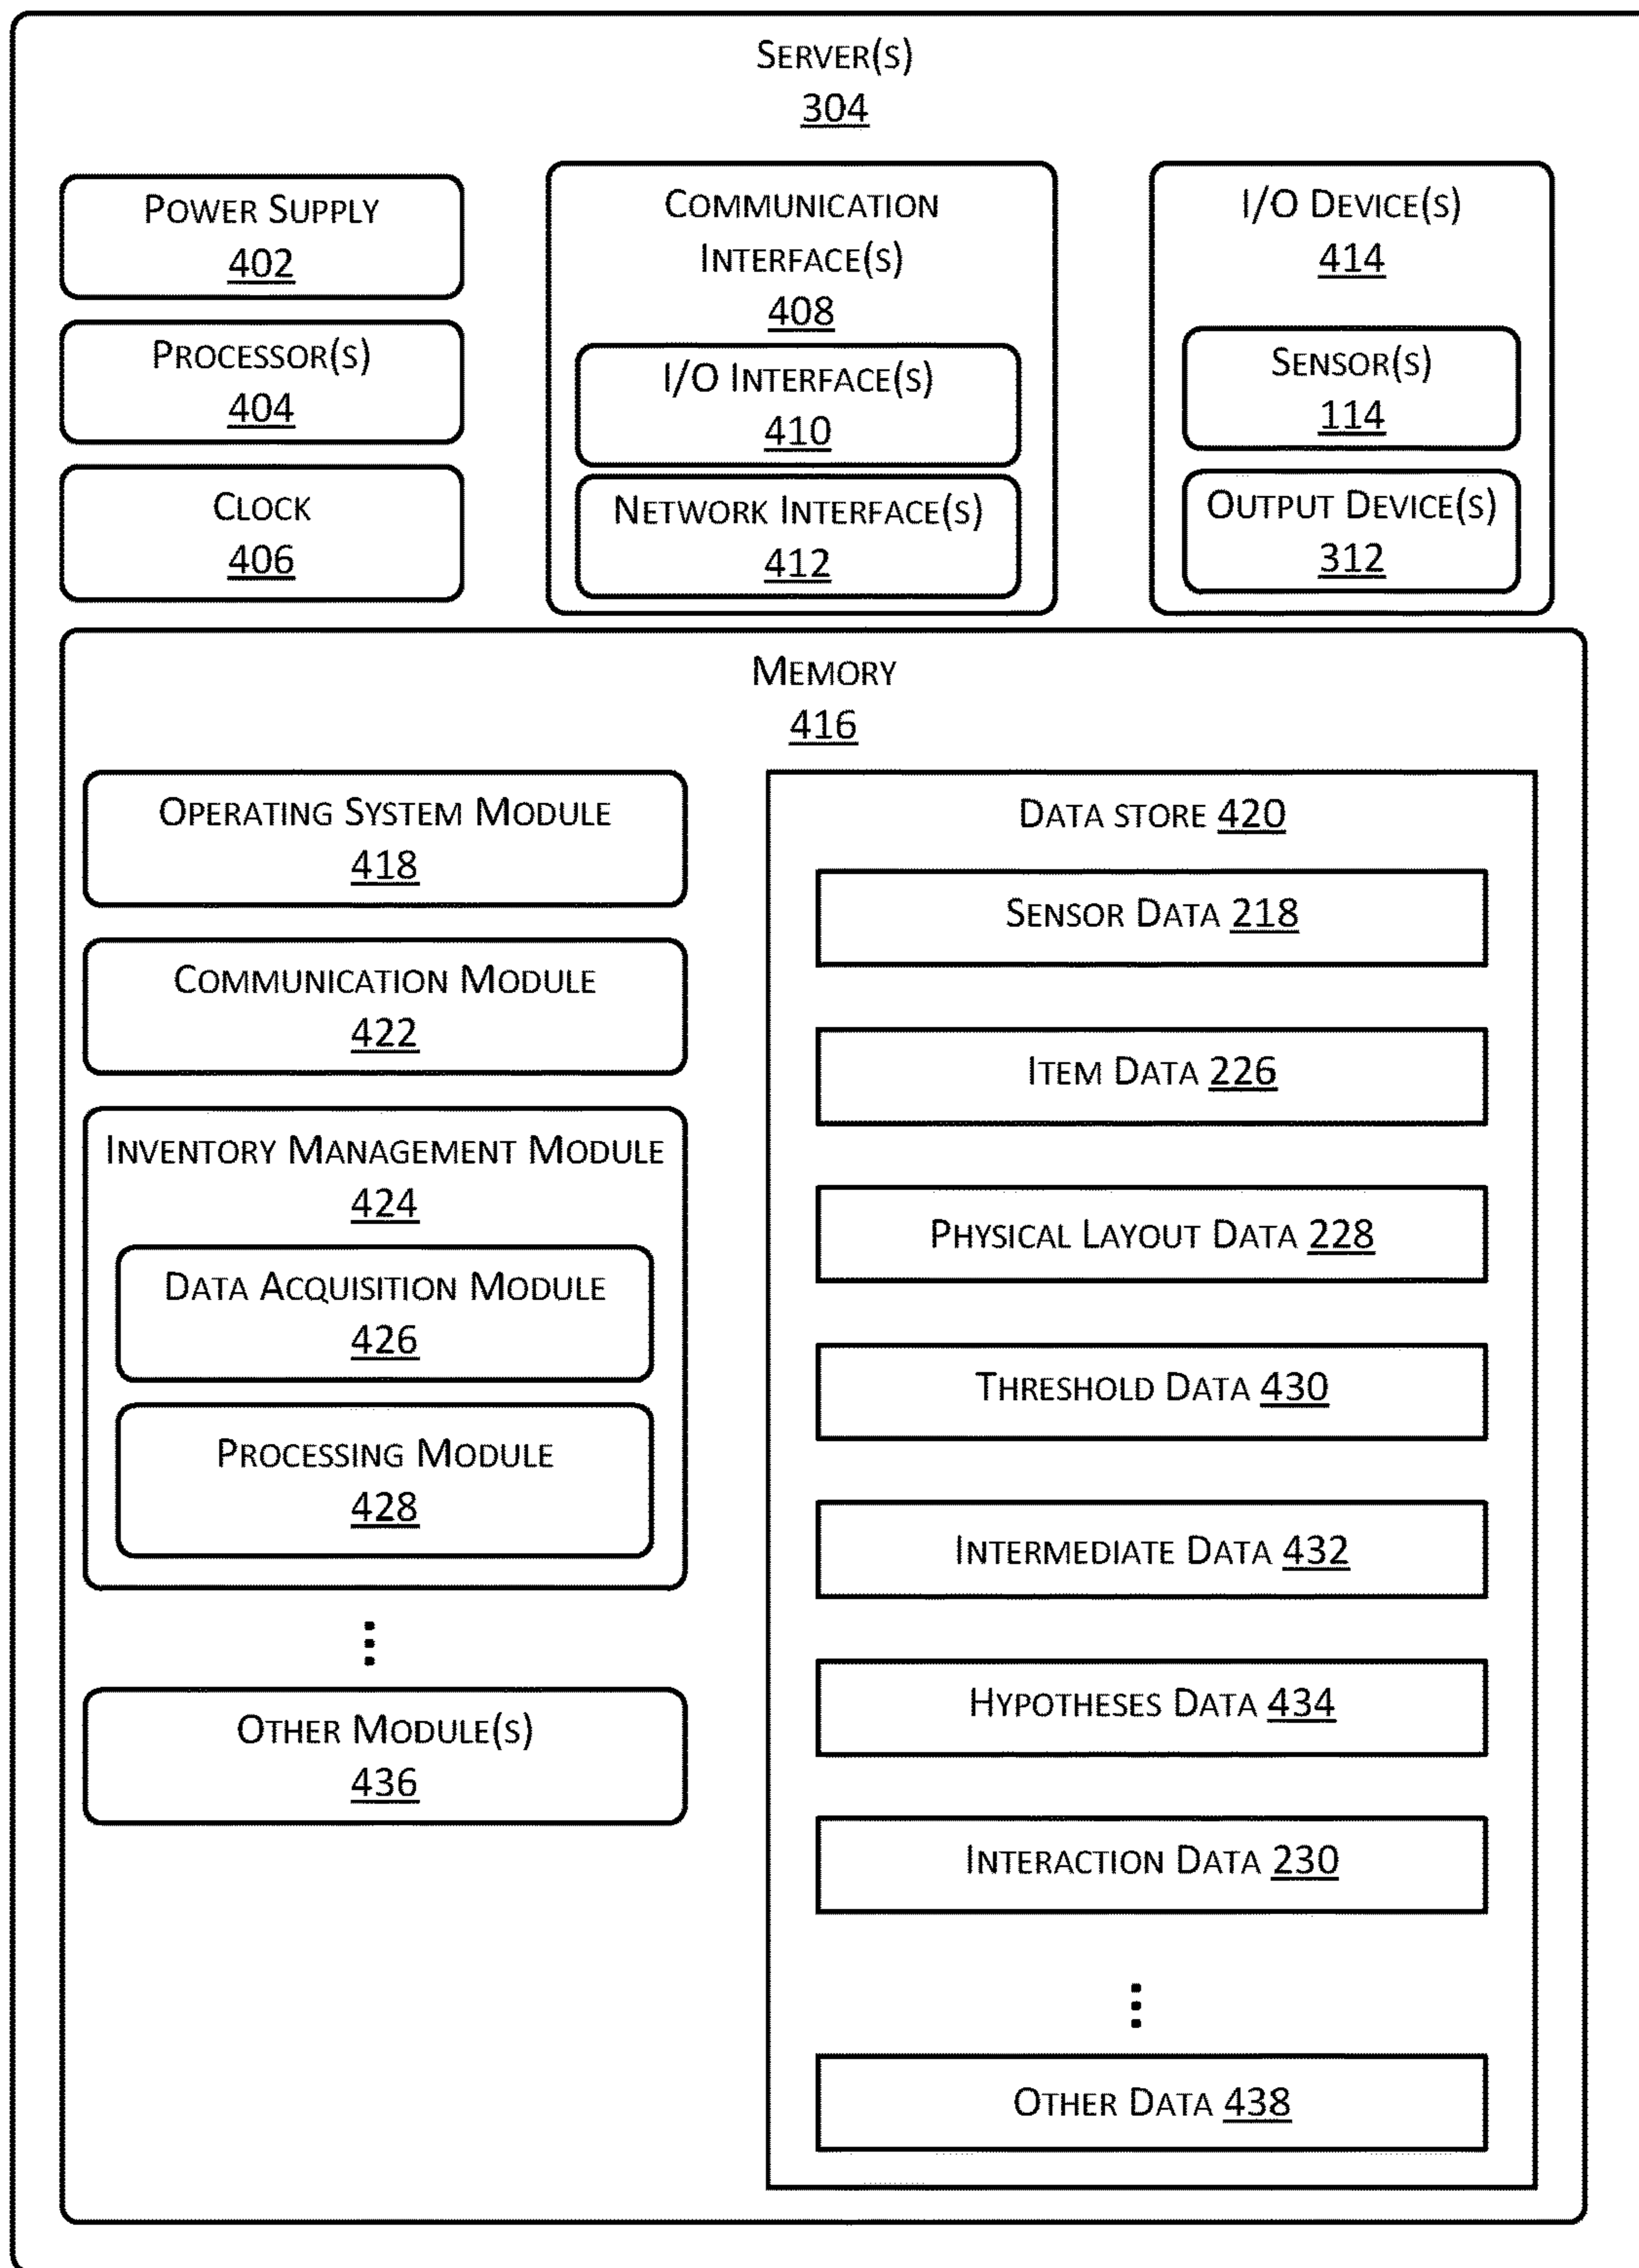 SERVER(S)
304
POWER SUPPLY
402
PROCESSOR(S)
404
CLOCK
406
COMMUNICATION
INTERFACE(S)
408
I/O INTERFACE(S)
410
NETWORK INTERFACE(S)
412
I/O DEVICE(S)
414
SENSOR(S)
114
OUTPUT DEVICE(S)
312
MEMORY
416
OPERATING SYSTEM MODULE
418
COMMUNICATION MODULE
422
INVENTORY MANAGEMENT MODULE
424
DATA ACQUISITION MODULE
426
PROCESSING MODULE
428
OTHER MODULE(S)
436
DATA STORE 420
SENSOR DATA 218
ITEM DATA 226
PHYSICAL LAYOUT DATA 228
THRESHOLD DATA 430
INTERMEDIATE DATA 432
HYPOTHESES DATA 434
INTERACTION DATA 230
OTHER DATA 438